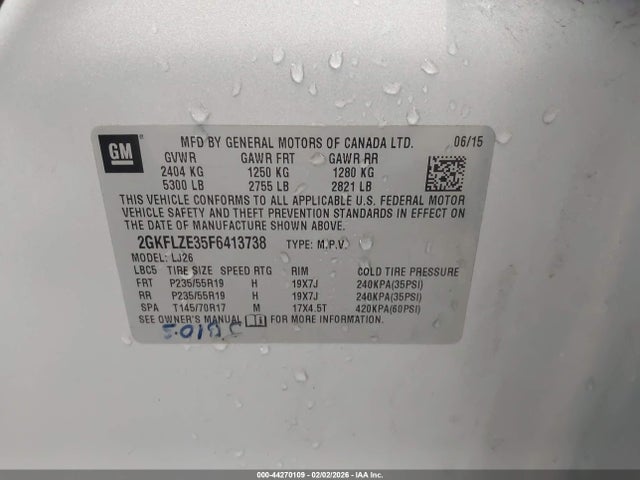 GM
MFD BY GENERAL MOTORS OF CANADA LTD. 06/15
GVWR GAWR FRT GAWR RR
2404 KG 1250 KG 1280 KG
5300 LB 2755 LB 2821 LB
THIS VEHICLE CONFORMS TO ALL APPLICABLE U.S. FEDERAL MOTOR
VEHICLE SAFETY AND THEFT PREVENTION STANDARDS IN EFFECT ON
THE DATE OF MANUFACTURE SHOWN ABOVE.
2GKFLZE35F6413738 TYPE: M.P.V.
MODEL: LJ26
LBC5 TIRE SIZE SPEED RTG RIM COLD TIRE PRESSURE
FRT P235/55R19 H 19X7J 240KPA(35PSI)
RR P235/55R19 H 19X7J 240KPA(35PSI)
SPA T145/70R17 M 17X4.5T 420KPA(60PSI)
SEE OWNER'S MANUAL FOR MORE INFORMATION.
000-44270109 - 02/02/2026 - IAA Inc.